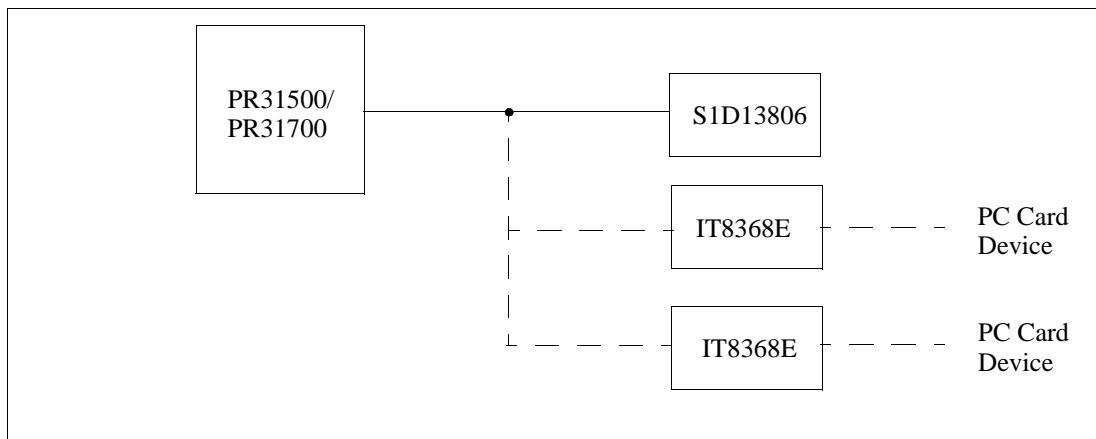 PR31500/
PR31700
S1D13806
IT8368E
PC Card
Device
IT8368E
PC Card
Device